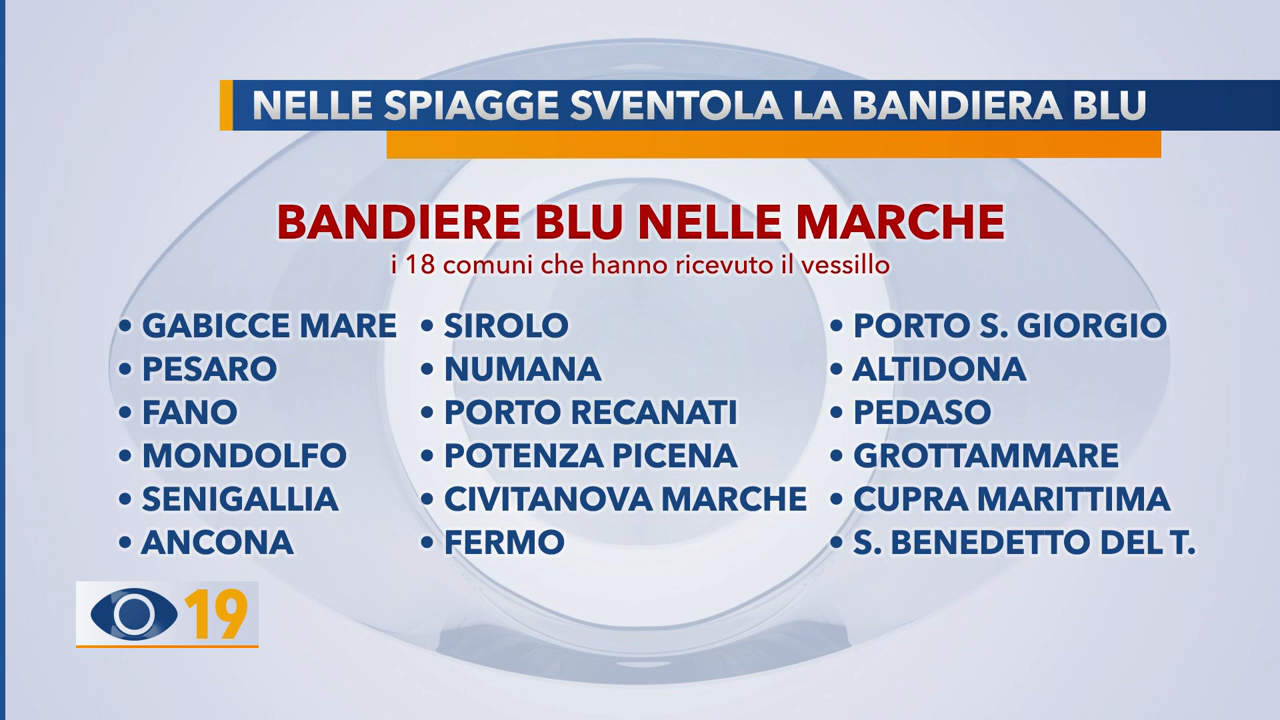 NELLE SPIAGGE SVENTOLA LA BANDIERA BLU
BANDIERE BLU NELLE MARCHE
i 18 comuni che hanno ricevuto il vessillo
• GABICCE MARE
• PESARO
• FANO
• MONDOLFO
• SENIGALLIA
• ANCONA
• SIROLO
• NUMANA
• PORTO RECANATI
• POTENZA PICENA
• CIVITANOVA MARCHE
• FERMO
• PORTO S. GIORGIO
• ALTIDONA
• PEDASO
• GROTTAMMARE
• CUPRA MARITTIMA
• S. BENEDETTO DEL T.
19